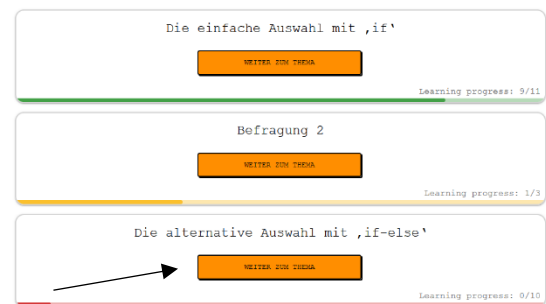 Die einfache Auswahl mit ‚if‘
WEITER ZUM THEMA
Learning progress: 9/11
Befragung 2
WEITER ZUM THEMA
Learning progress: 1/3
Die alternative Auswahl mit ‚if-else‘
WEITER ZUM THEMA
Learning progress: 0/10